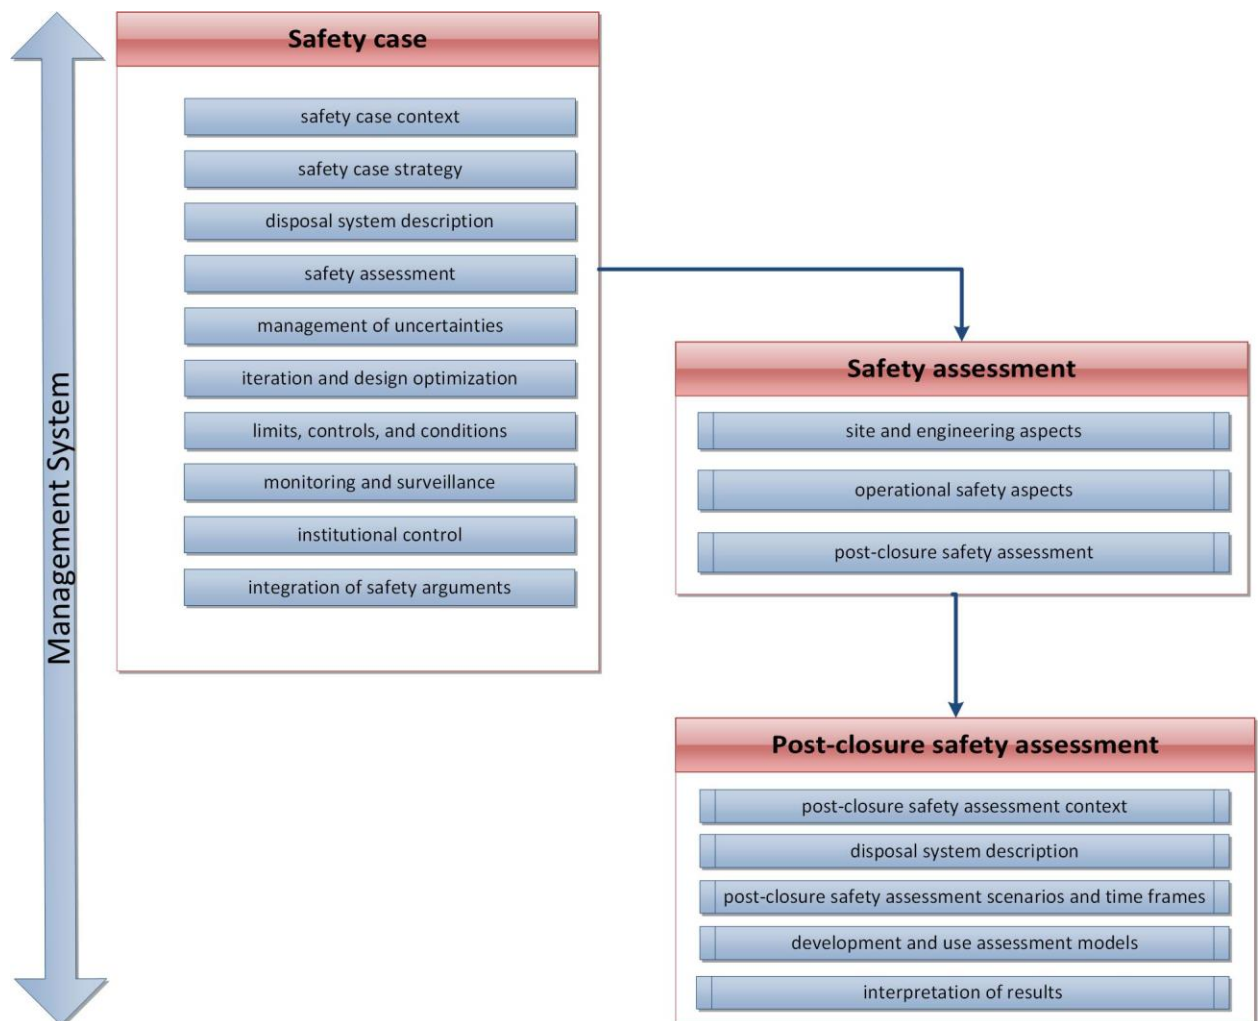 Management System
Safety case
safety case context
safety case strategy
disposal system description
safety assessment
management of uncertainties
iteration and design optimization
limits, controls, and conditions
monitoring and surveillance
institutional control
integration of safety arguments
Safety assessment
site and engineering aspects
operational safety aspects
post-closure safety assessment
Post-closure safety assessment
post-closure safety assessment context
disposal system description
post-closure safety assessment scenarios and time frames
development and use assessment models
interpretation of results